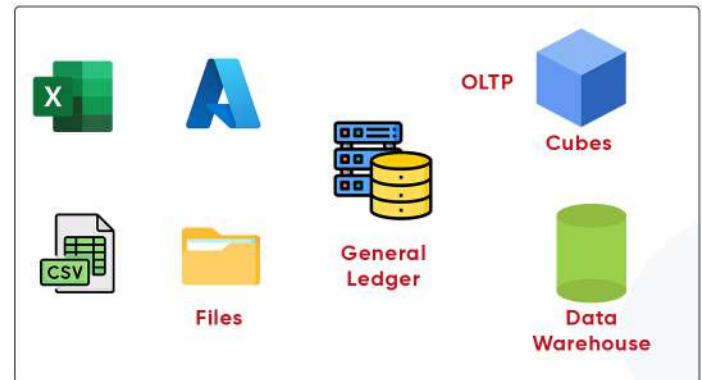 X
OLTP
Cubes
General
Ledger
CSV
Files
Data
Warehouse